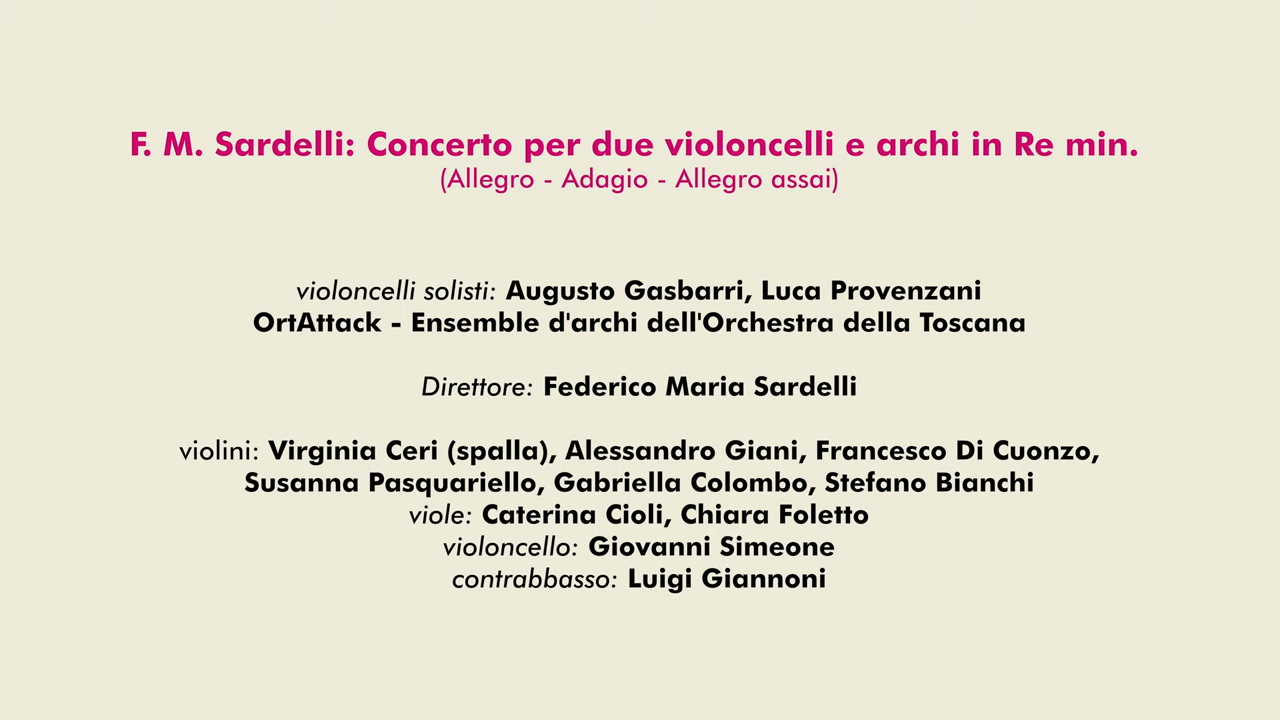 F. M. Sardelli: Concerto per due violoncelli e archi in Re min.
(Allegro - Adagio - Allegro assai)
violoncelli solisti: Augusto Gasbarri, Luca Provenzani
OrtAttack - Ensemble d'archi dell'Orchestra della Toscana
Direttore: Federico Maria Sardelli
violini: Virginia Ceri (spalla), Alessandro Giani, Francesco Di Cuonzo,
Susanna Pasquariello, Gabriella Colombo, Stefano Bianchi
viole: Caterina Cioli, Chiara Foletto
violoncello: Giovanni Simeone
contrabbasso: Luigi Giannoni